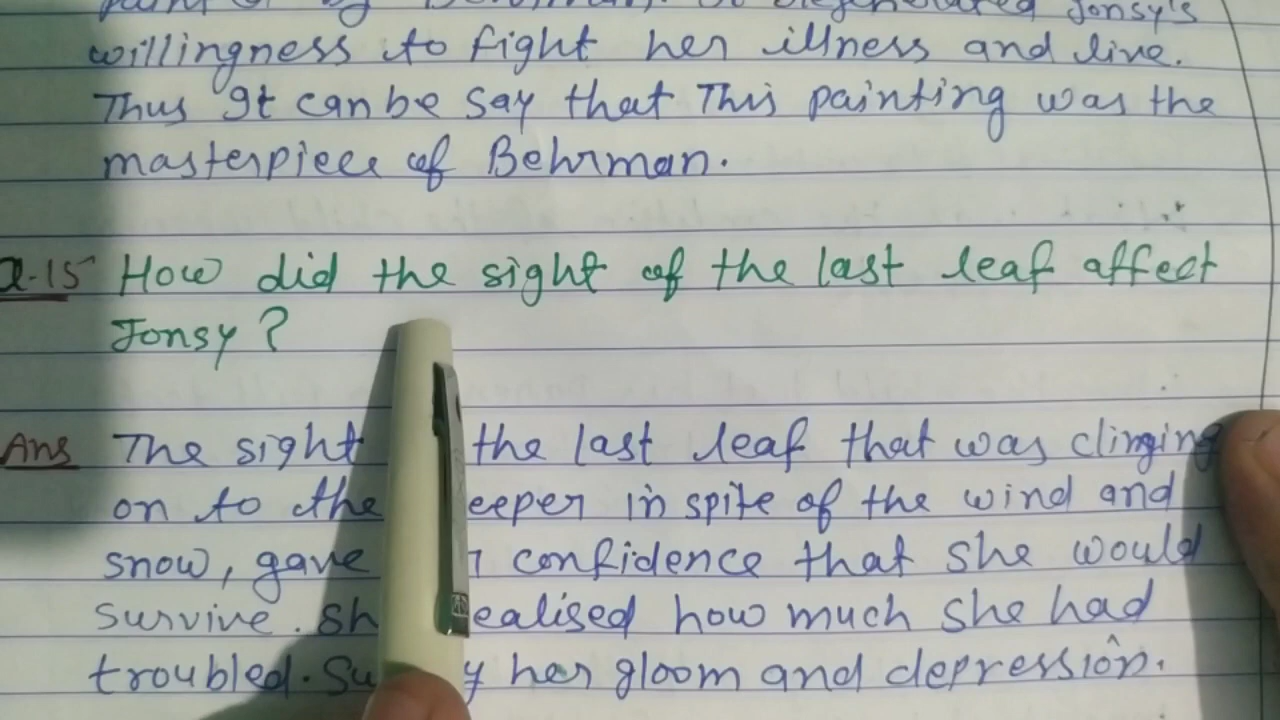 Jonsy's
willingness to fight her illness and live.
Thus It can be say that This painting was the
masterpiece of Behrman.
Q.15 How did the sight of the last leaf affect
Jonsy?
Ans The sight the last leaf that was clinging
on to the eeper in spite of the wind and
snow, gave confidence that she would
survive. Sh ealised how much she had
troubled. Su y her gloom and depression.